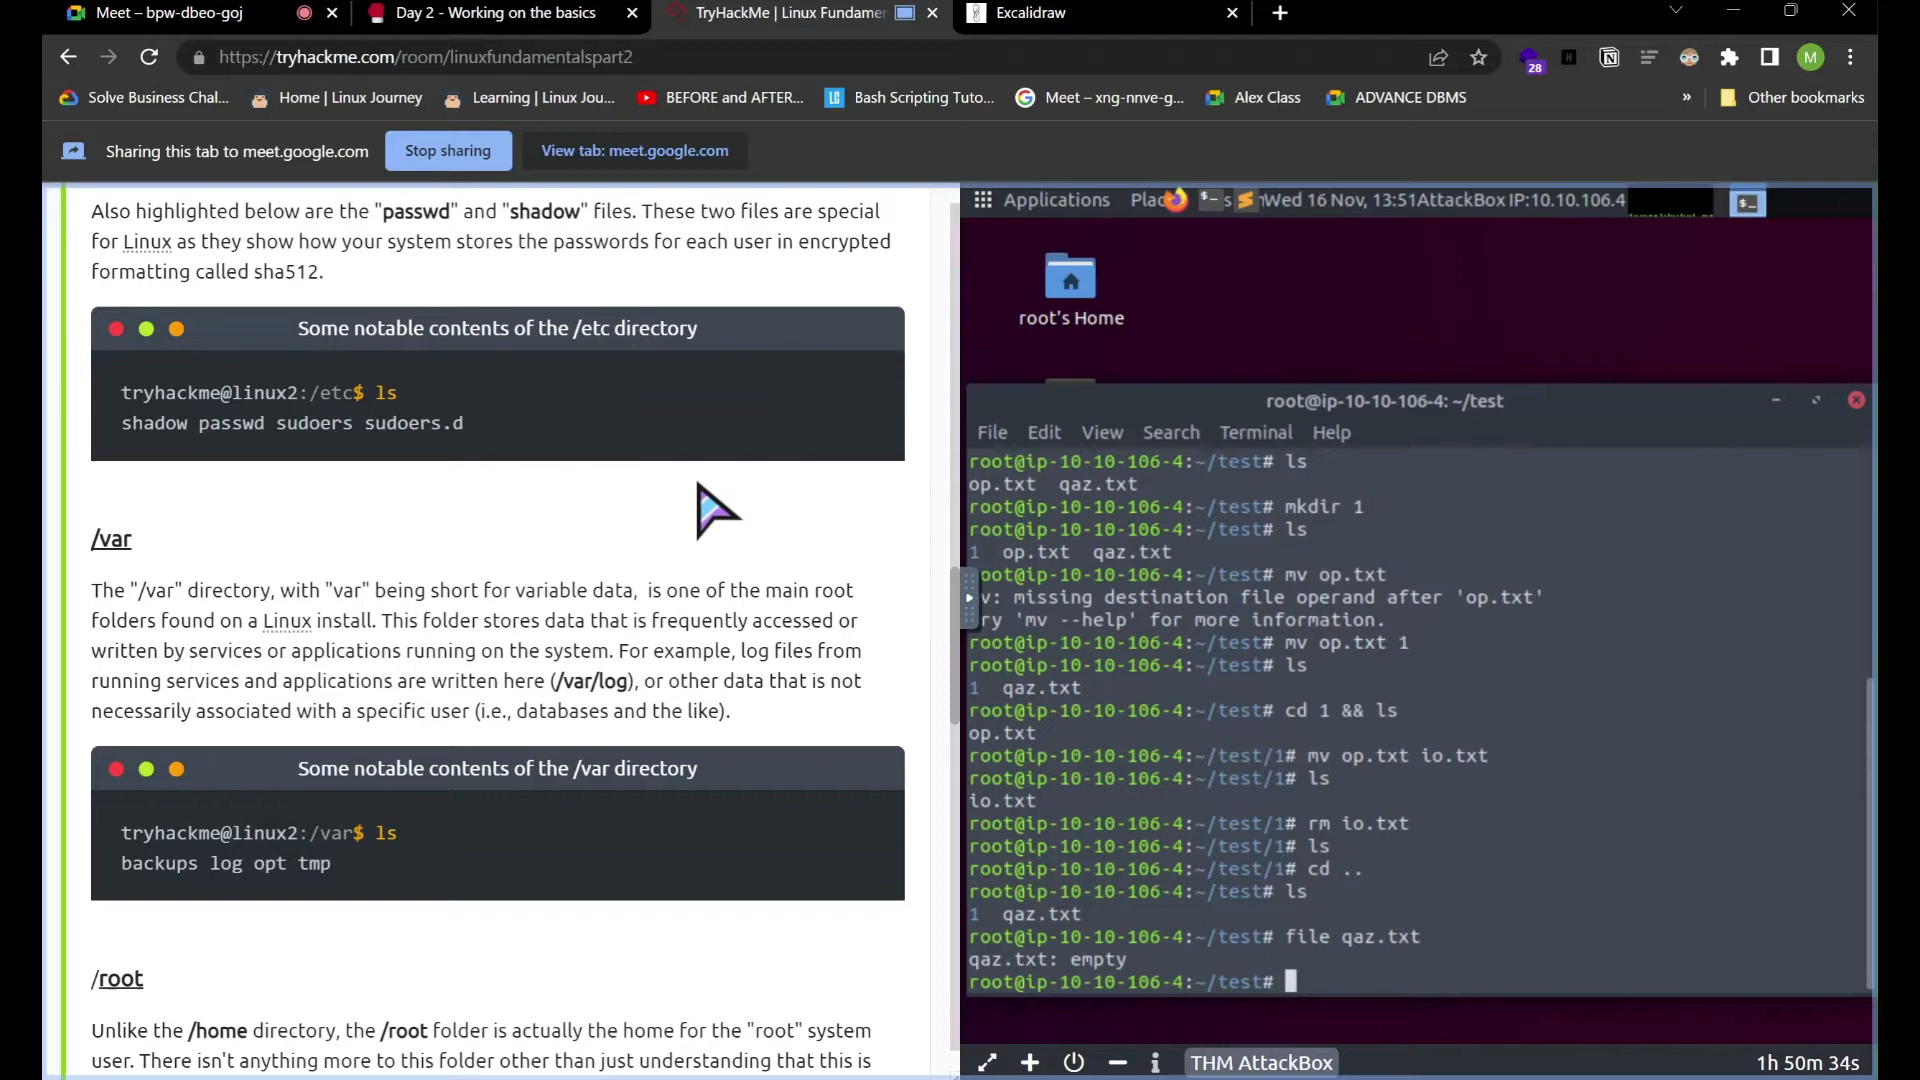 Meet – bpw-dbeo-goj
Day 2 - Working on the basics
TryHackMe | Linux Fundamer
Excalidraw
https://tryhackme.com/room/linuxfundamentalspart2
28
M
Solve Business Chal...
Home | Linux Journey
Learning | Linux Jou...
BEFORE and AFTER...
Bash Scripting Tuto...
Meet – xng-nnve-g...
Alex Class
ADVANCE DBMS
»
Other bookmarks
Sharing this tab to meet.google.com
Stop sharing
View tab: meet.google.com
Also highlighted below are the "passwd" and "shadow" files. These two files are special
for Linux as they show how your system stores the passwords for each user in encrypted
formatting called sha512.
Some notable contents of the /etc directory
tryhackme@linux2:/etc$ ls
shadow passwd sudoers sudoers.d
/var
The "/var" directory, with "var" being short for variable data,  is one of the main root
folders found on a Linux install. This folder stores data that is frequently accessed or
written by services or applications running on the system. For example, log files from
running services and applications are written here (/var/log), or other data that is not
necessarily associated with a specific user (i.e., databases and the like).
Some notable contents of the /var directory
tryhackme@linux2:/var$ ls
backups log opt tmp
/root
Unlike the /home directory, the /root folder is actually the home for the "root" system
user. There isn't anything more to this folder other than just understanding that this is
Applications
Plac
s
Wed 16 Nov, 13:51
AttackBox IP:10.10.106.4
root's Home
root@ip-10-10-106-4: ~/test
File Edit View Search Terminal Help
root@ip-10-10-106-4:~/test# ls
op.txt  qaz.txt
root@ip-10-10-106-4:~/test# mkdir 1
root@ip-10-10-106-4:~/test# ls
1  op.txt  qaz.txt
oot@ip-10-10-106-4:~/test# mv op.txt
v: missing destination file operand after 'op.txt'
ry 'mv --help' for more information.
root@ip-10-10-106-4:~/test# mv op.txt 1
root@ip-10-10-106-4:~/test# ls
1  qaz.txt
root@ip-10-10-106-4:~/test# cd 1 && ls
op.txt
root@ip-10-10-106-4:~/test/1# mv op.txt io.txt
root@ip-10-10-106-4:~/test/1# ls
io.txt
root@ip-10-10-106-4:~/test/1# rm io.txt
root@ip-10-10-106-4:~/test/1# ls
root@ip-10-10-106-4:~/test/1# cd ..
root@ip-10-10-106-4:~/test# ls
1  qaz.txt
root@ip-10-10-106-4:~/test# file qaz.txt
qaz.txt: empty
root@ip-10-10-106-4:~/test#
THM AttackBox
1h 50m 34s